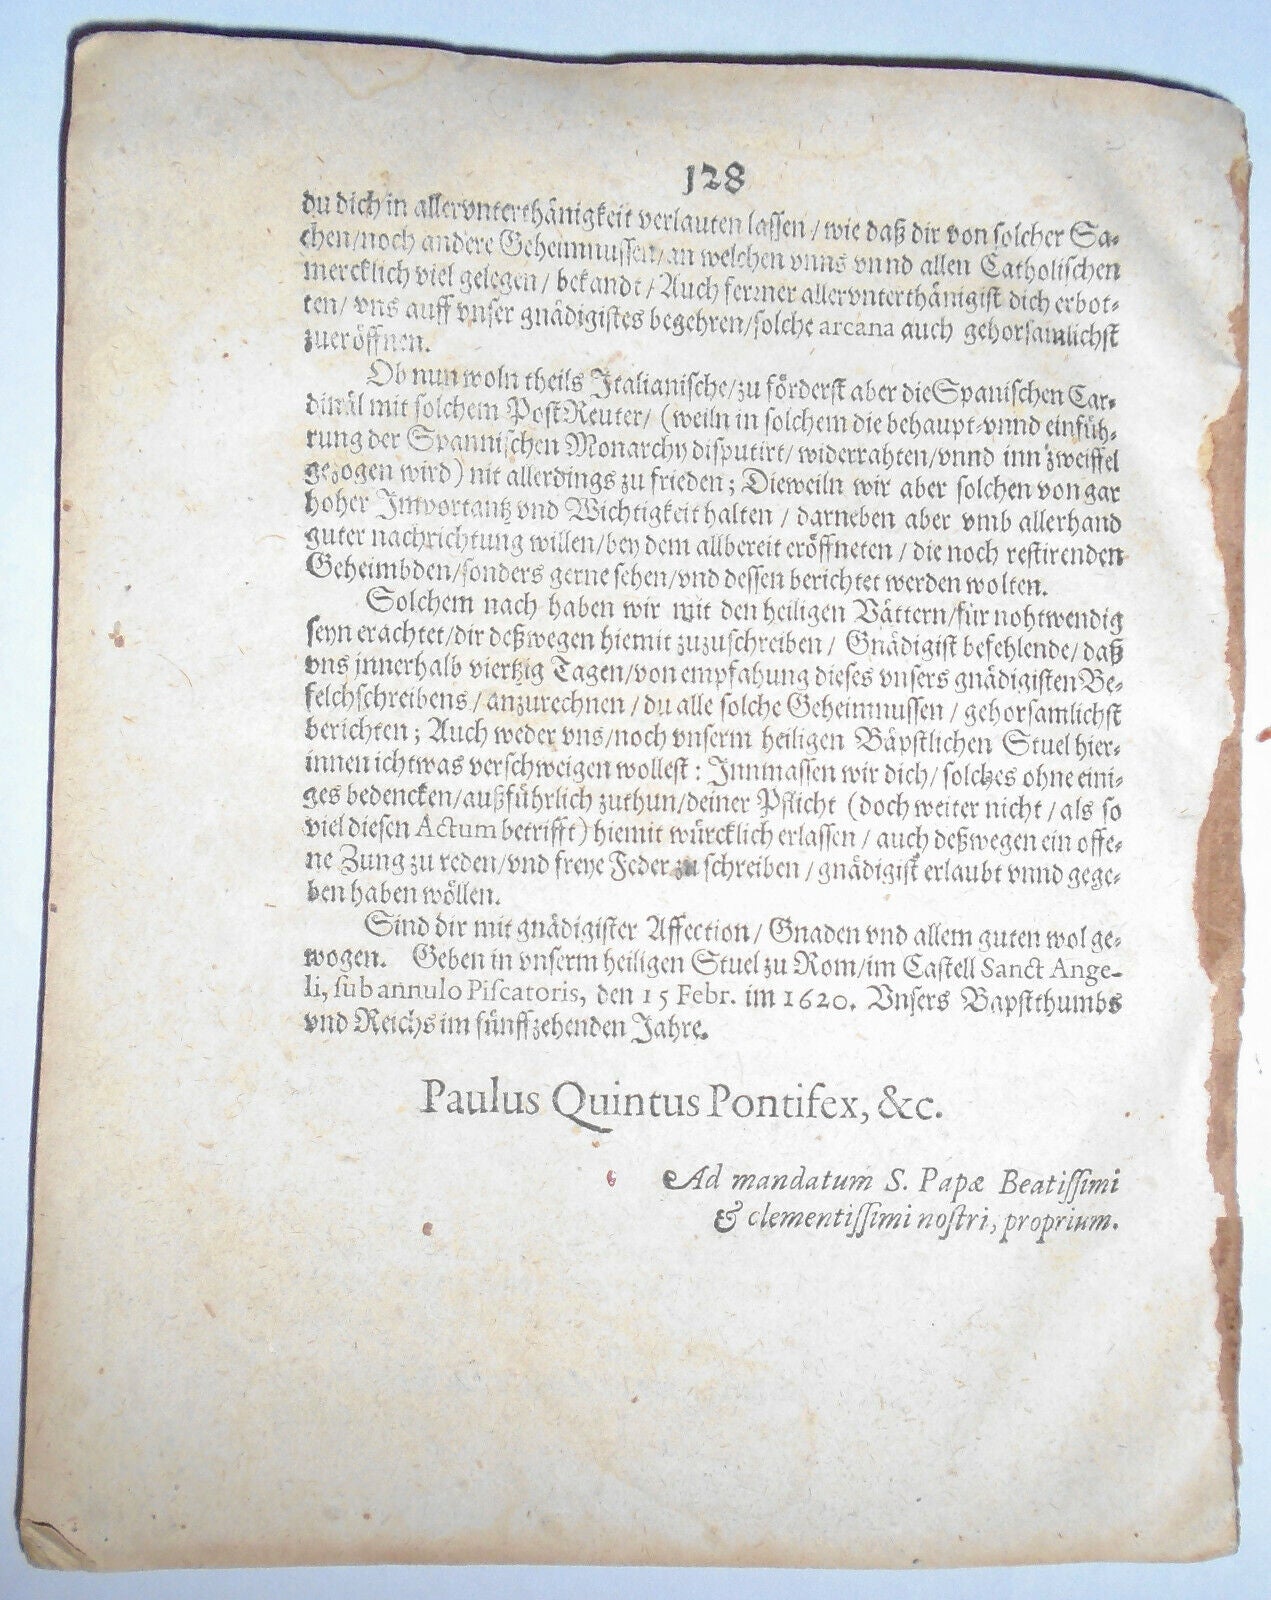 128
du dich in allervnterthänigkeit verlauten lassen / wie daß dir von solcher Sa-
chen/noch andere Geheimnussen/an welchen vnns vnnd allen Catholischen
mercklich viel gelegen / bekandt / Auch ferrner allervnterthänigist dich erbot-
ten/ vns auff vnser gnädigistes begehren/solche arcana auch gehorsamlichst
zueröffnen.
Ob nun woln theils Italianische/zu förderst aber die Spanischen Car-
dinäl mit solchem PostReuter/ (weiln in solchem die behaupt-vnnd einfüh-
rung der Spannischen Monarchy disputirt/ widerrahten/vnnd inn zweiffel
gezogen wird) nit allerdings zu frieden; Dieweiln wir aber solchen von gar
hoher Importantz vnd Wichtigkeit halten / darneben aber vmb allerhand
guter nachrichtung willen/bey dem allbereit eröffneten / die noch restirenden
Geheimbden/sonders gerne sehen/vnd dessen berichtet werden wolten.
Solchem nach haben wir mit den heiligen Vättern/für nohtwendig
seyn erachtet/dir deßwegen hiemit zuzuschreiben/ Gnädigist befehlende/ daß
vns innerhalb viertzig Tagen/von empfahung dieses vnsers gnädigisten Be-
felchschreibens / anzurechnen / du alle solche Geheimnussen / gehorsamlichst
berichten; Auch weder vns/noch vnserm heiligen Bäpstlichen Stuel hier-
innen ichtwas verschweigen wollest: Innmassen wir dich/ solches ohne eini-
ges bedencken/außführlich zuthun/deiner Pflicht (doch weiter nicht / als so
viel diesen Actum betrifft) hiemit würcklich erlassen / auch deßwegen ein offe-
ne Zung zu reden/vnd freye Feder zu schreiben / gnädigist erlaubt vnnd gege-
ben haben wöllen.
Sind dir mit gnädigister Affection/ Gnaden vnd allem guten wol ge-
wogen. Geben in vnserm heiligen Stuel zu Rom/im Castell Sanct Ange-
li, sub annulo Piscatoris, den 15 Febr. im 1620. Vnsers Bapstthumbs
vnd Reichs im fünffzehenden Jahre.
Paulus Quintus Pontifex, &c.
Ad mandatum S. Papæ Beatissimi
& clementissimi nostri, proprium.